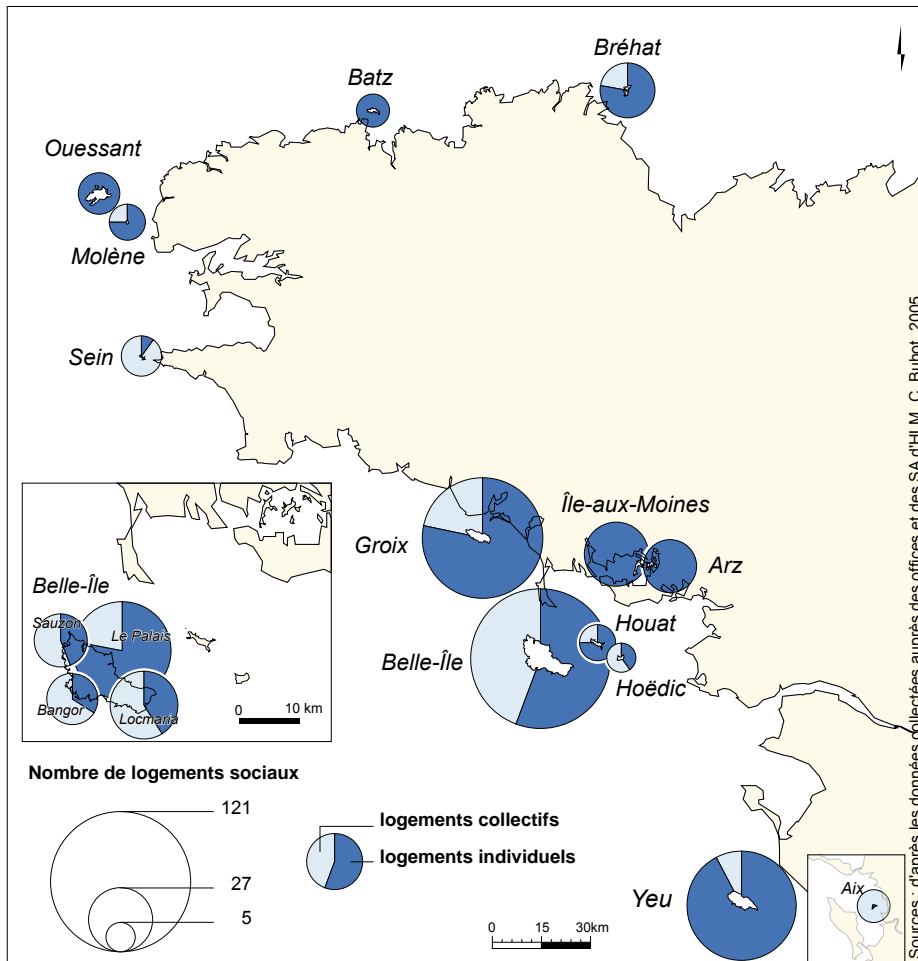 Bréhat
Batz
Ouessant
Molène
Sein
Île-aux-Moines
Groix
Arz
Houat
Belle-Île
Hoëdic
Belle-Île
Sauzon
Le Palais
Bangor
Locmaria
0 10 km
Nombre de logements sociaux
121
27
5
logements collectifs
logements individuels
Yeu
Aix
0 15 30km
Sources : d'après les données collectées auprès des offices et des SA d'HLM, C. Buhot, 2005